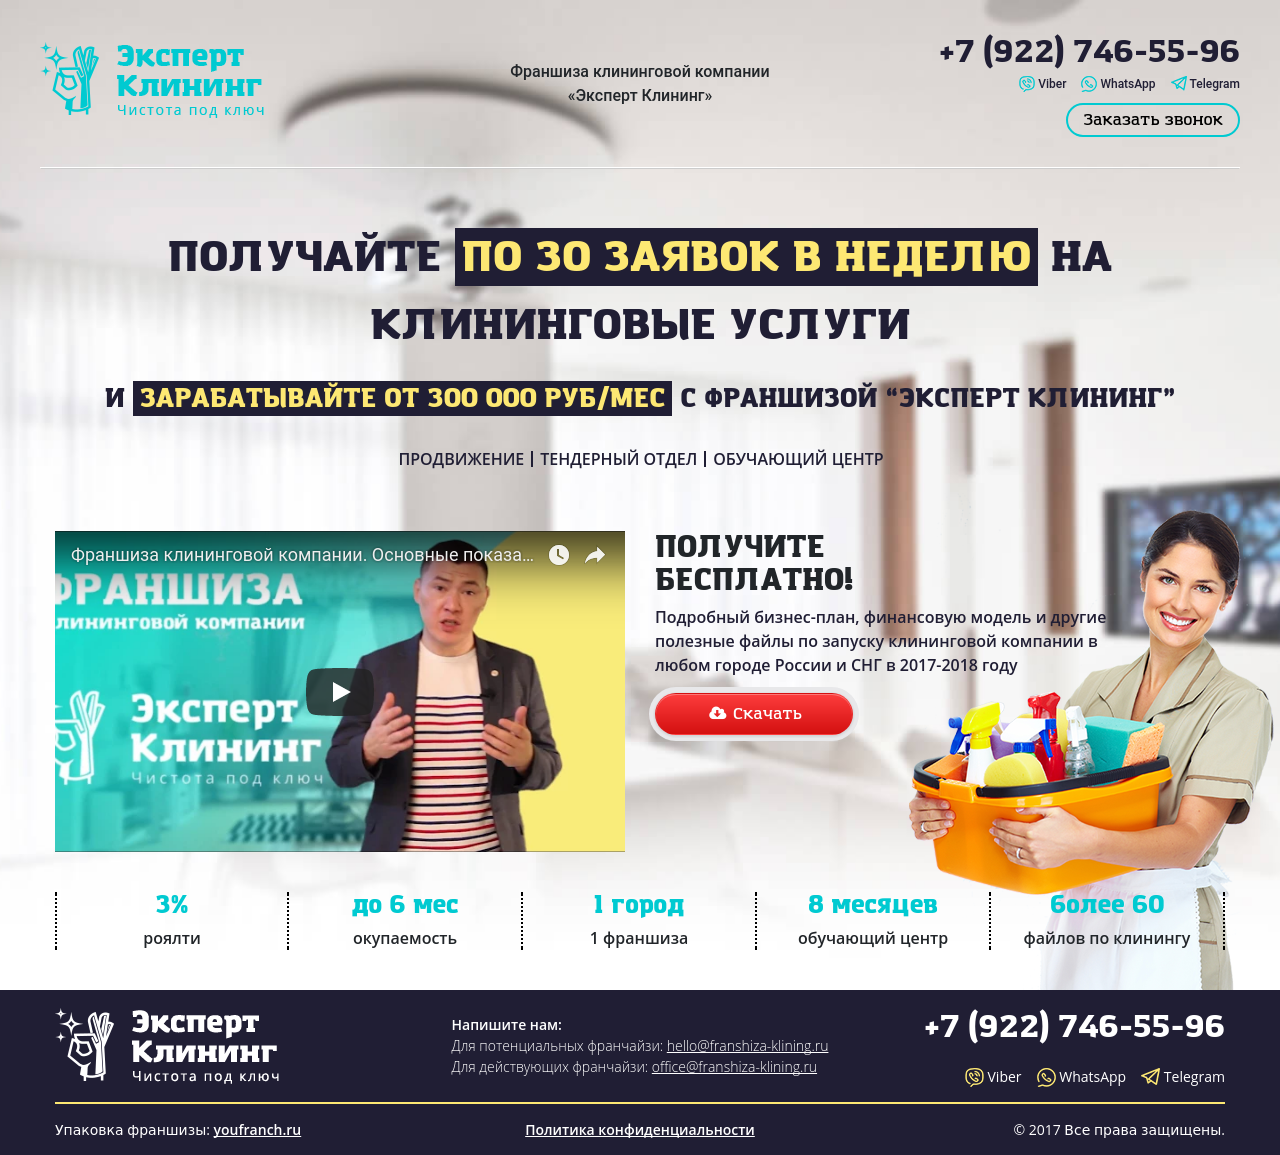 Эксперт
Клининг
Чистота под ключ
Франшиза клининговой компании
«Эксперт Клининг»
+7 (922) 746-55-96
Viber WhatsApp Telegram
Заказать звонок
ПОЛУЧАЙТЕ ПО 30 ЗАЯВОК В НЕДЕЛЮ НА
КЛИНИНГОВЫЕ УСЛУГИ
И ЗАРАБАТЫВАЙТЕ ОТ 300 000 РУБ/МЕС С ФРАНШИЗОЙ “ЭКСПЕРТ КЛИНИНГ”
ПРОДВИЖЕНИЕ | ТЕНДЕРНЫЙ ОТДЕЛ | ОБУЧАЮЩИЙ ЦЕНТР
Франшиза клининговой компании. Основные показа...
ФРАНШИЗА
клининговой компании
Эксперт
Клининг
Чистота под ключ
ПОЛУЧИТЕ
БЕСПЛАТНО!
Подробный бизнес-план, финансовую модель и другие
полезные файлы по запуску клининговой компании в
любом городе России и СНГ в 2017-2018 году
Скачать
3%
роялти
до 6 мес
окупаемость
1 город
1 франшиза
8 месяцев
обучающий центр
более 60
файлов по клинингу
Эксперт
Клининг
Чистота под ключ
Напишите нам:
Для потенциальных франчайзи: hello@franshiza-klining.ru
Для действующих франчайзи: office@franshiza-klining.ru
+7 (922) 746-55-96
Viber WhatsApp Telegram
Упаковка франшизы: youfranch.ru
Политика конфиденциальности
© 2017 Все права защищены.